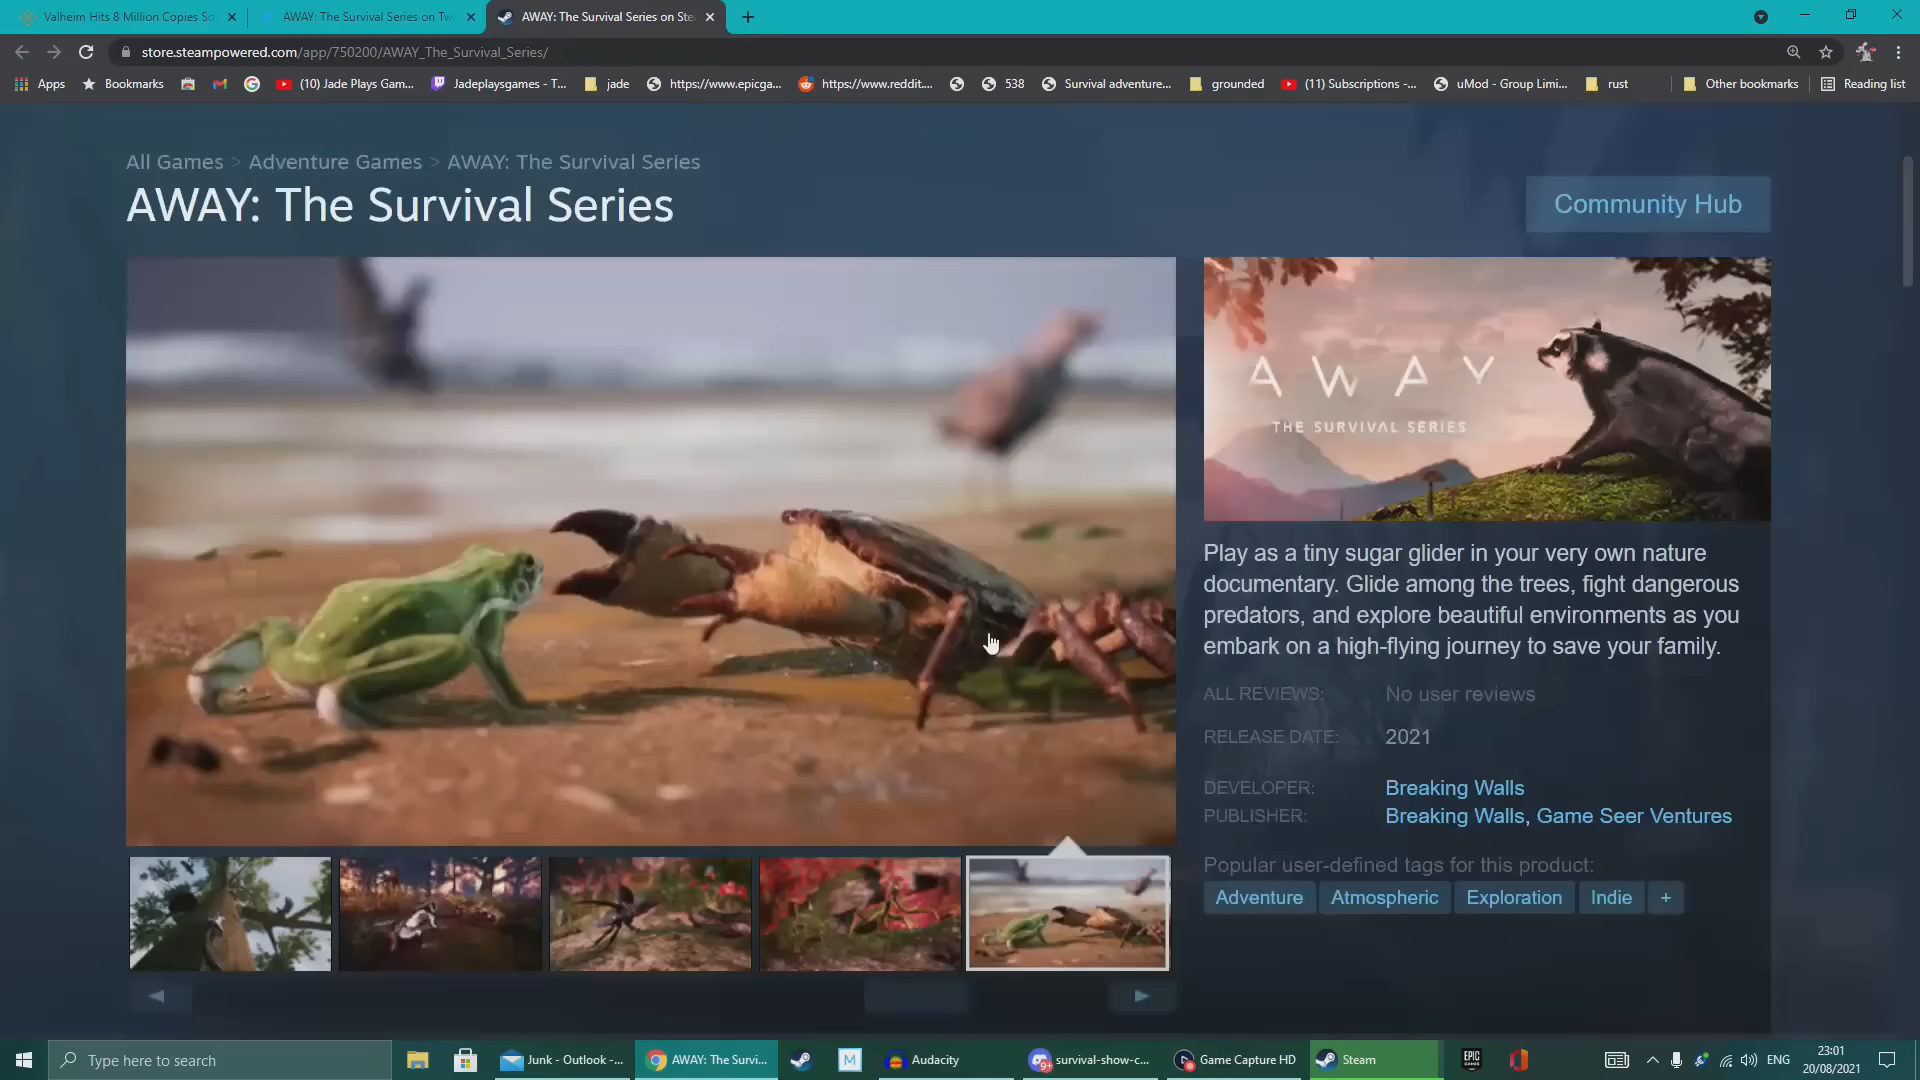 Valheim Hits 8 Million Copies So
AWAY: The Survival Series on Tw
AWAY: The Survival Series on Ste
store.steampowered.com/app/750200/AWAY_The_Survival_Series/
Apps
Bookmarks
(10) Jade Plays Gam...
Jadeplaysgames - T...
jade
https://www.epicga...
https://www.reddit....
538
Survival adventure...
grounded
(11) Subscriptions -...
uMod - Group Limi...
rust
Other bookmarks
Reading list
All Games > Adventure Games > AWAY: The Survival Series
AWAY: The Survival Series
Community Hub
AWAY
THE SURVIVAL SERIES
Play as a tiny sugar glider in your very own nature
documentary. Glide among the trees, fight dangerous
predators, and explore beautiful environments as you
embark on a high-flying journey to save your family.
ALL REVIEWS: No user reviews
RELEASE DATE: 2021
DEVELOPER: Breaking Walls
PUBLISHER: Breaking Walls, Game Seer Ventures
Popular user-defined tags for this product:
Adventure Atmospheric Exploration Indie +
Type here to search
Junk - Outlook -...
AWAY: The Survi...
M
Audacity
9+
survival-show-c...
Game Capture HD
Steam
EPIC
GAMES
ENG
23:01
20/08/2021